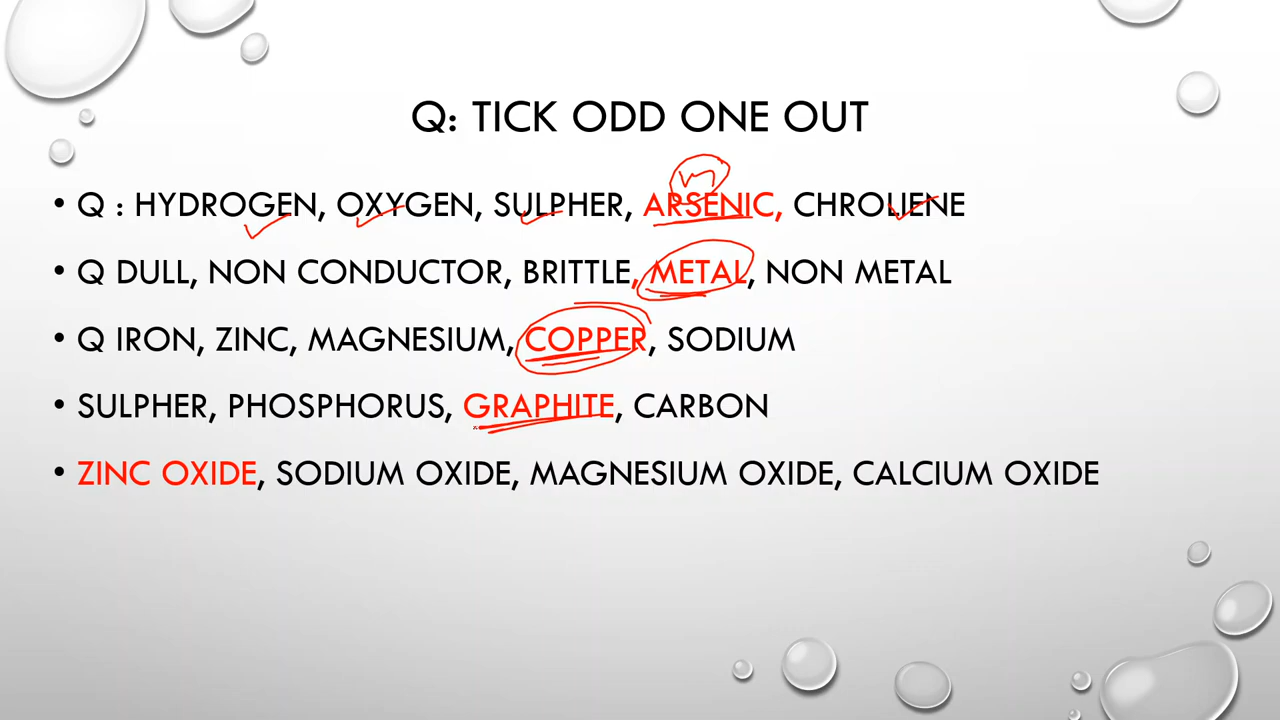 Q: TICK ODD ONE OUT
• Q : HYDROGEN, OXYGEN, SULPHER, ARSENIC, CHROLIENE
• Q DULL, NON CONDUCTOR, BRITTLE, METAL, NON METAL
• Q IRON, ZINC, MAGNESIUM, COPPER, SODIUM
• SULPHER, PHOSPHORUS, GRAPHITE, CARBON
• ZINC OXIDE, SODIUM OXIDE, MAGNESIUM OXIDE, CALCIUM OXIDE